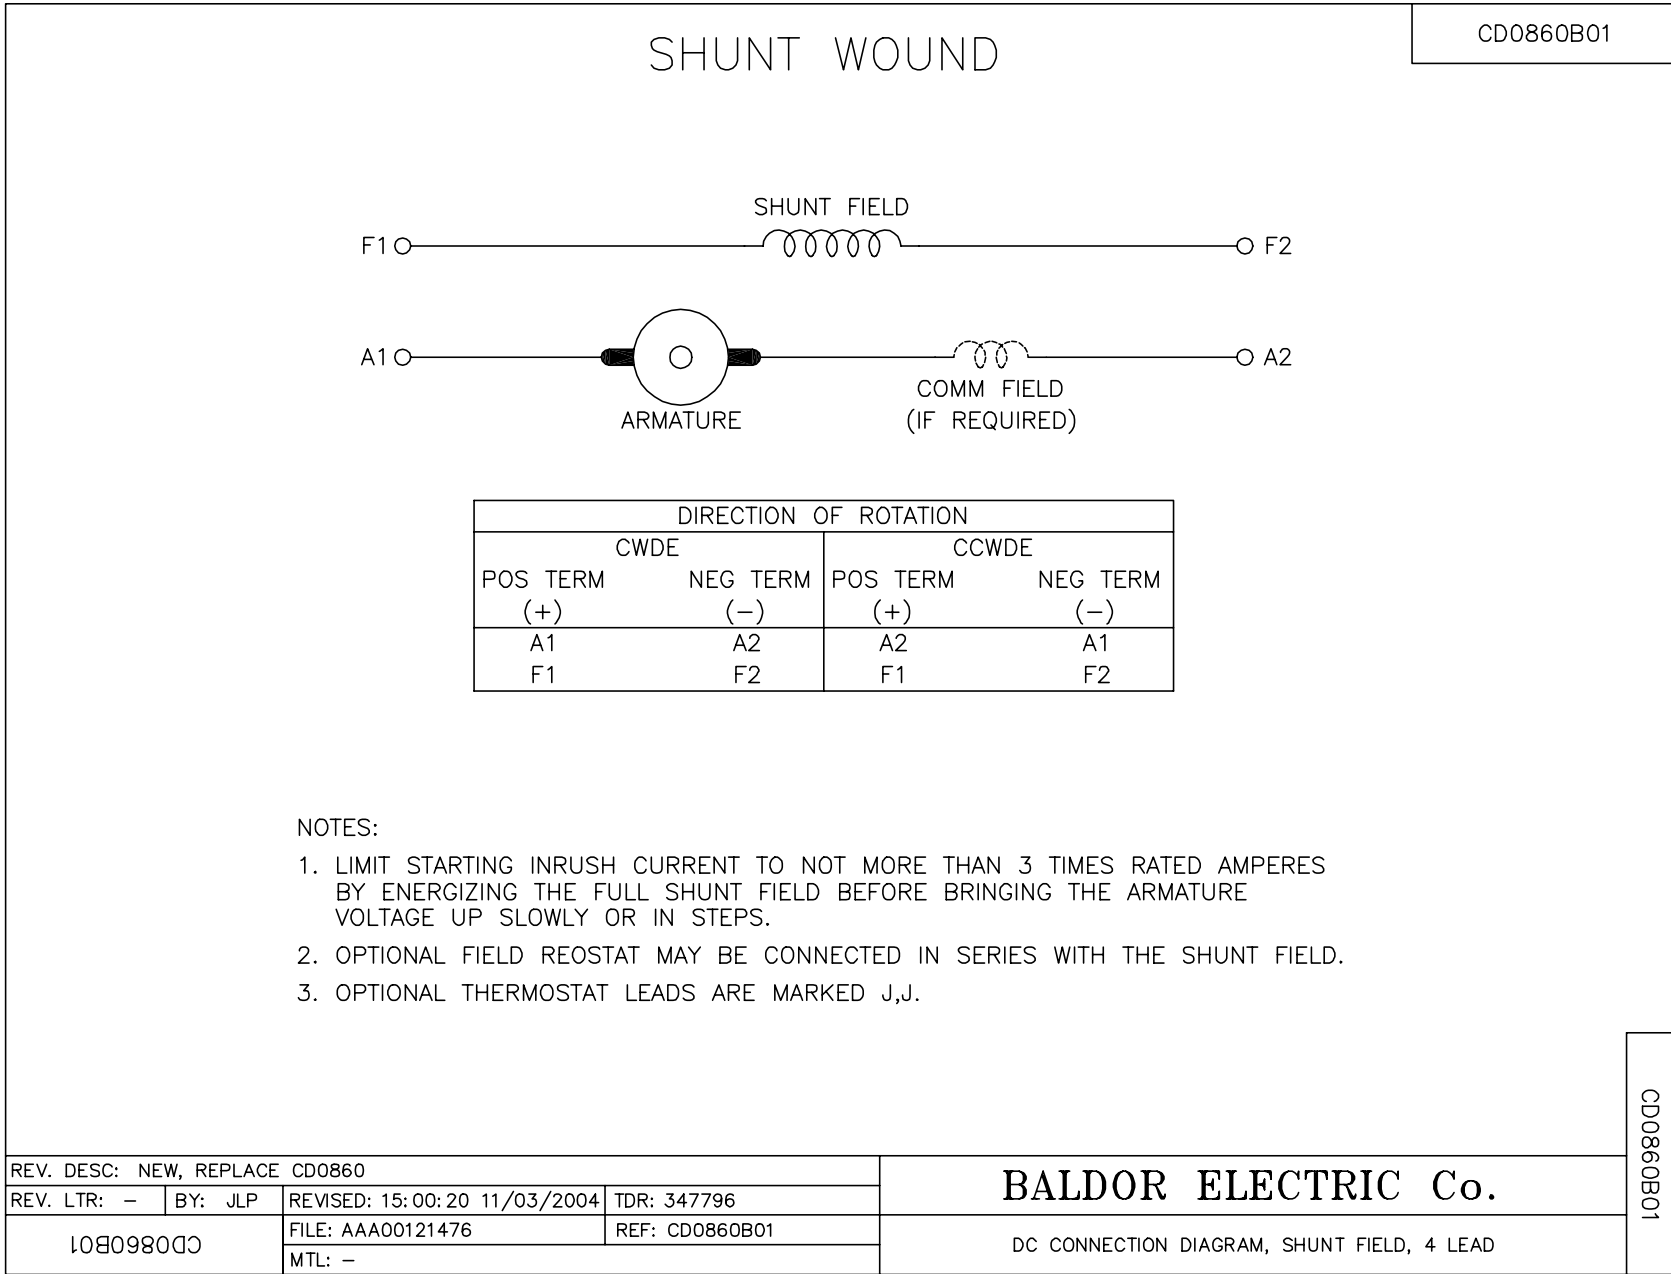 CD0860B01
SHUNT WOUND
SHUNT FIELD
F1
F2
A1
A2
ARMATURE
COMM FIELD
(IF REQUIRED)
DIRECTION OF ROTATION
CWDE CCWDE
POS TERM NEG TERM POS TERM NEG TERM
(+) (−) (+) (−)
A1 A2 A2 A1
F1 F2 F1 F2
NOTES:
1. LIMIT STARTING INRUSH CURRENT TO NOT MORE THAN 3 TIMES RATED AMPERES
BY ENERGIZING THE FULL SHUNT FIELD BEFORE BRINGING THE ARMATURE
VOLTAGE UP SLOWLY OR IN STEPS.
2. OPTIONAL FIELD REOSTAT MAY BE CONNECTED IN SERIES WITH THE SHUNT FIELD.
3. OPTIONAL THERMOSTAT LEADS ARE MARKED J,J.
CD0860B01
REV. DESC: NEW, REPLACE CD0860
REV. LTR: − BY: JLP REVISED: 15:00:20 11/03/2004 TDR: 347796
CD0860B01
FILE: AAA00121476 REF: CD0860B01
MTL: −
BALDOR ELECTRIC Co.
DC CONNECTION DIAGRAM, SHUNT FIELD, 4 LEAD